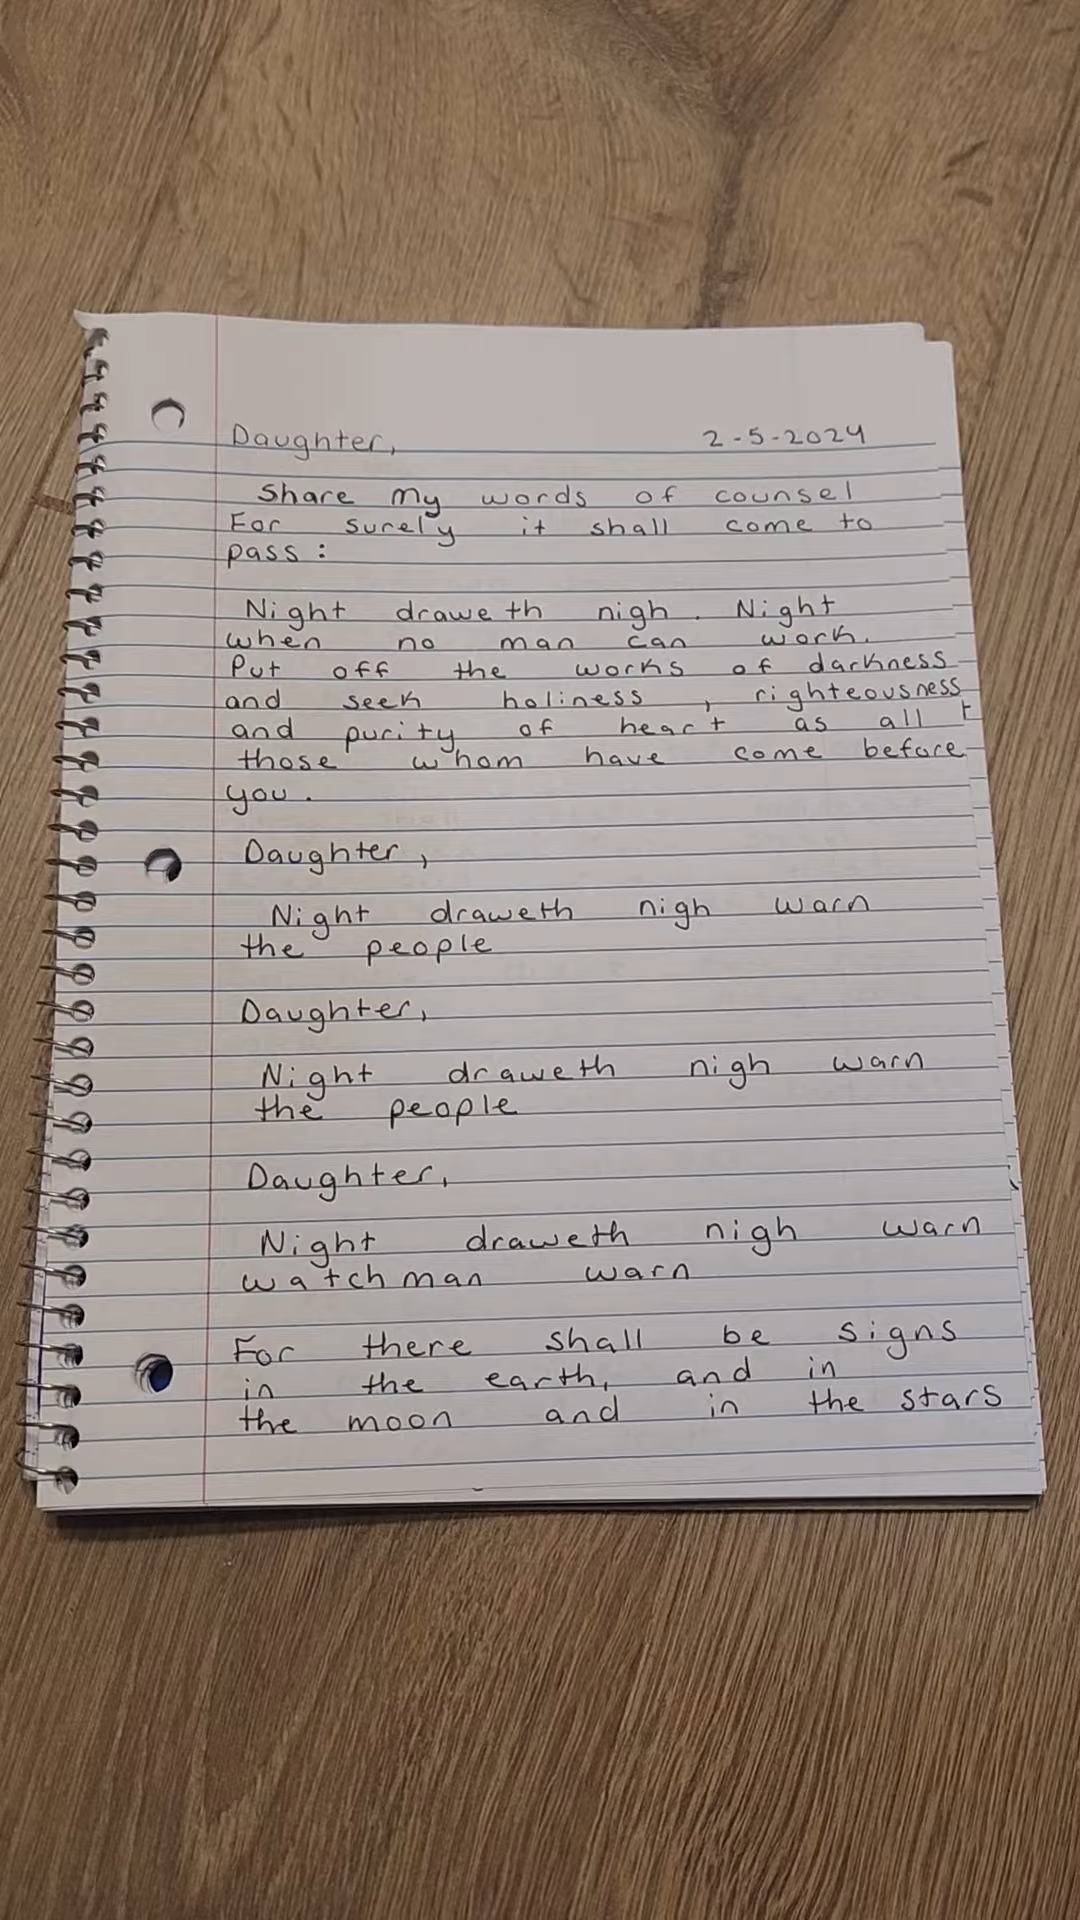 Daughter, 2-5-2024
Share my words of counsel
For surely it shall come to
pass:
Night draweth nigh. Night
when no man can work.
Put off the works of darkness
and seek holiness, righteousness
and purity of heart as all
those whom have come before
you.
Daughter,
Night draweth nigh warn
the people
Daughter,
Night draweth nigh warn
the people
Daughter,
Night draweth nigh warn
watchman warn
For there shall be signs
in the earth, and in
the moon and in the stars